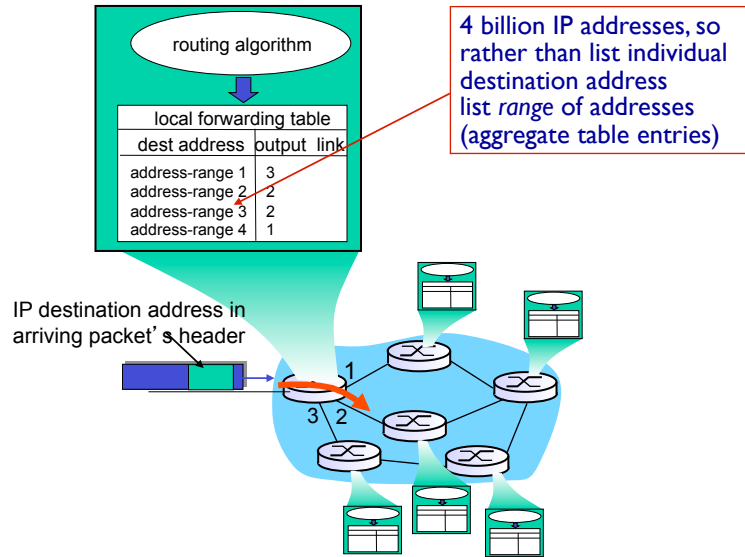 routing algorithm
local forwarding table
dest address output link
address-range 1 3
address-range 2 2
address-range 3 2
address-range 4 1
4 billion IP addresses, so
rather than list individual
destination address
list range of addresses
(aggregate table entries)
IP destination address in
arriving packet's header
1
3 2